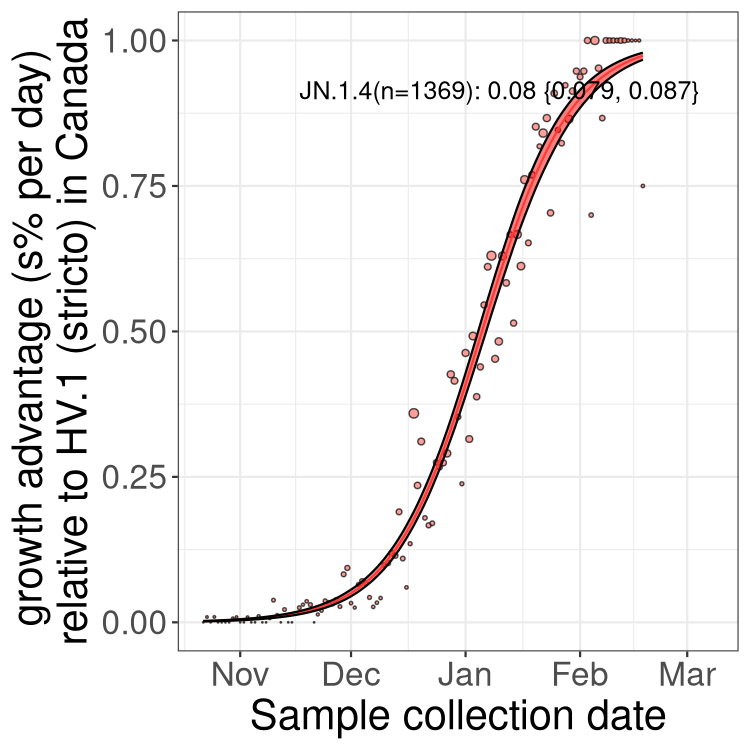 growth advantage (s% per day)
relative to HV.1 (stricto) in Canada
1.00
0.75
0.50
0.25
0.00
JN.1.4(n=1369): 0.08 {0.079, 0.087}
Nov Dec Jan Feb Mar
Sample collection date